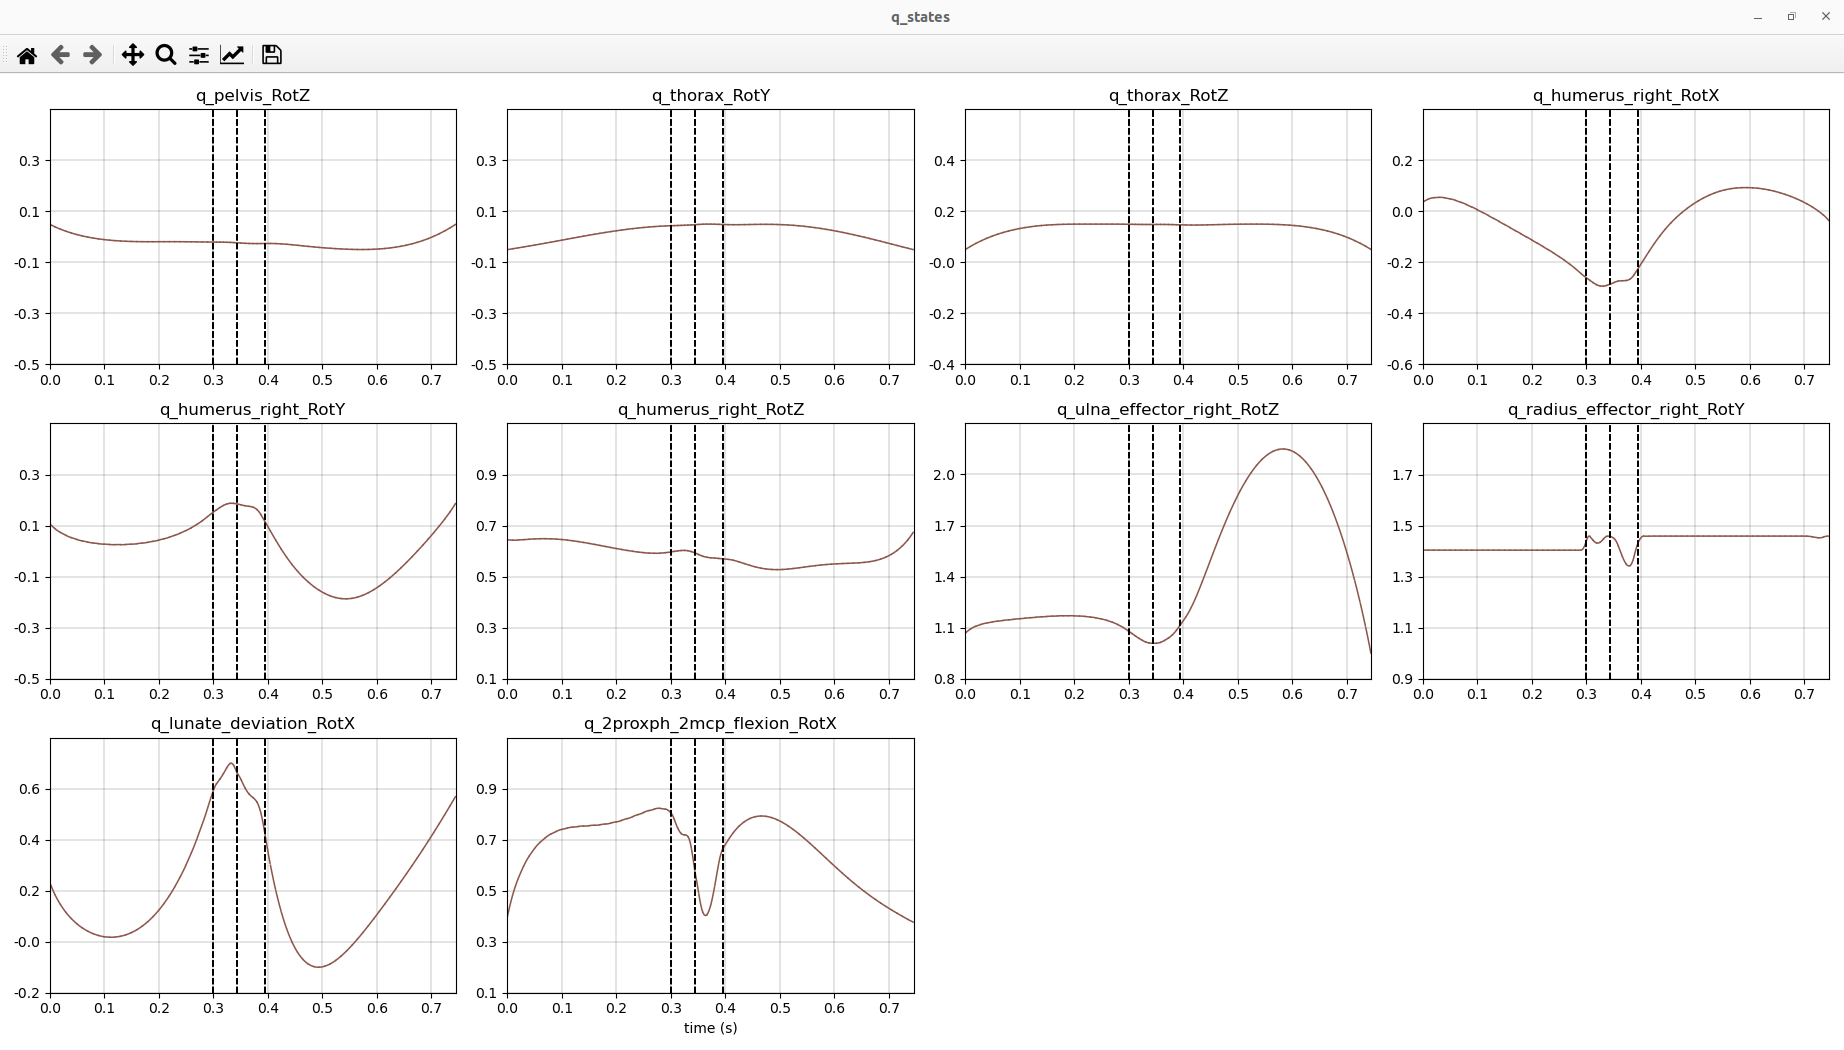 q_states
q_pelvis_RotZ
0.3
0.1
-0.1
-0.3
-0.5
0.0 0.1 0.2 0.3 0.4 0.5 0.6 0.7
q_thorax_RotY
0.3
0.1
-0.1
-0.3
-0.5
0.0 0.1 0.2 0.3 0.4 0.5 0.6 0.7
q_thorax_RotZ
0.4
0.2
-0.0
-0.2
-0.4
0.0 0.1 0.2 0.3 0.4 0.5 0.6 0.7
q_humerus_right_RotX
0.2
0.0
-0.2
-0.4
-0.6
0.0 0.1 0.2 0.3 0.4 0.5 0.6 0.7
q_humerus_right_RotY
0.3
0.1
-0.1
-0.3
-0.5
0.0 0.1 0.2 0.3 0.4 0.5 0.6 0.7
q_humerus_right_RotZ
0.9
0.7
0.5
0.3
0.1
0.0 0.1 0.2 0.3 0.4 0.5 0.6 0.7
q_ulna_effector_right_RotZ
2.0
1.7
1.4
1.1
0.8
0.0 0.1 0.2 0.3 0.4 0.5 0.6 0.7
q_radius_effector_right_RotY
1.7
1.5
1.3
1.1
0.9
0.0 0.1 0.2 0.3 0.4 0.5 0.6 0.7
q_lunate_deviation_RotX
0.6
0.4
0.2
-0.0
-0.2
0.0 0.1 0.2 0.3 0.4 0.5 0.6 0.7
q_2proxph_2mcp_flexion_RotX
0.9
0.7
0.5
0.3
0.1
0.0 0.1 0.2 0.3 0.4 0.5 0.6 0.7
time (s)